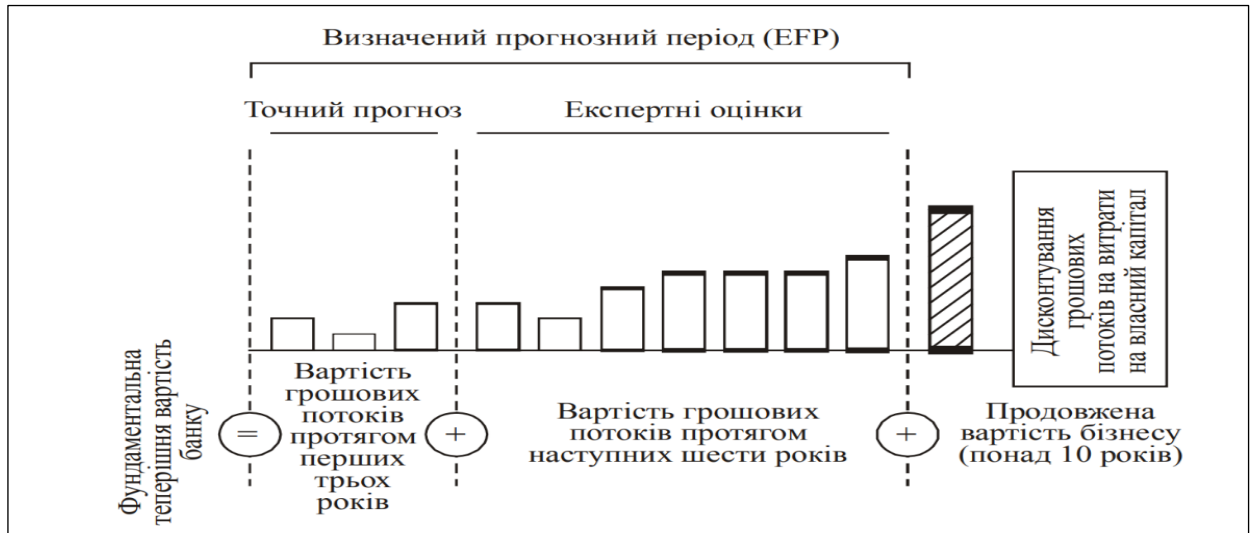 Визначений прогнозний період (EFP)
Точний прогноз
Експертні оцінки
Дисконтування
грошових
потоків на витрати
на власний капітал
Фундаментальна
теперішня вартість
банку
=
Вартість
грошових
потоків
протягом
перших
трьох
років
+
Вартість грошових
потоків протягом
наступних шести років
+
Продовжена
вартість бізнесу
(понад 10 років)